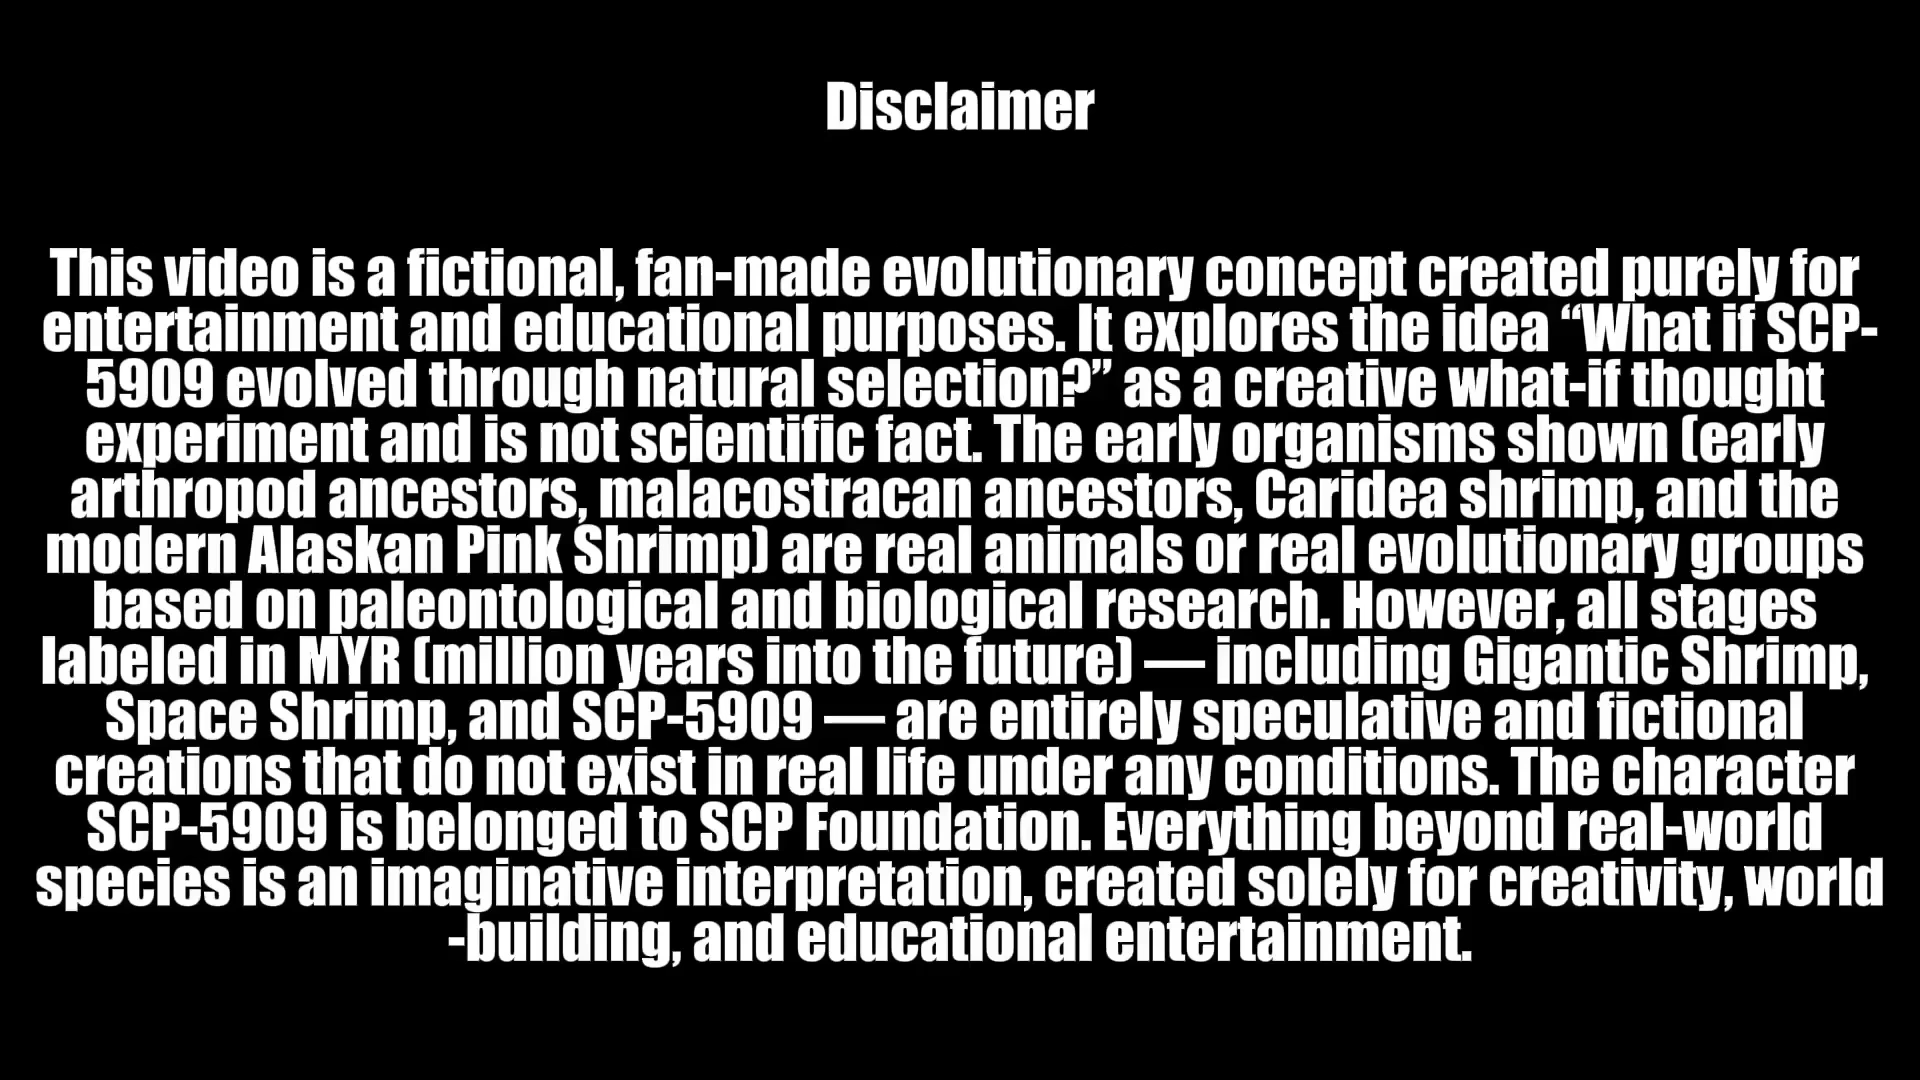 Disclaimer
This video is a fictional, fan-made evolutionary concept created purely for
entertainment and educational purposes. It explores the idea “What if SCP-
5909 evolved through natural selection?” as a creative what-if thought
experiment and is not scientific fact. The early organisms shown (early
arthropod ancestors, malacostracan ancestors, Caridea shrimp, and the
modern Alaskan Pink Shrimp) are real animals or real evolutionary groups
based on paleontological and biological research. However, all stages
labeled in MYR (million years into the future) — including Gigantic Shrimp,
Space Shrimp, and SCP-5909 — are entirely speculative and fictional
creations that do not exist in real life under any conditions. The character
SCP-5909 is belonged to SCP Foundation. Everything beyond real-world
species is an imaginative interpretation, created solely for creativity, world
-building, and educational entertainment.